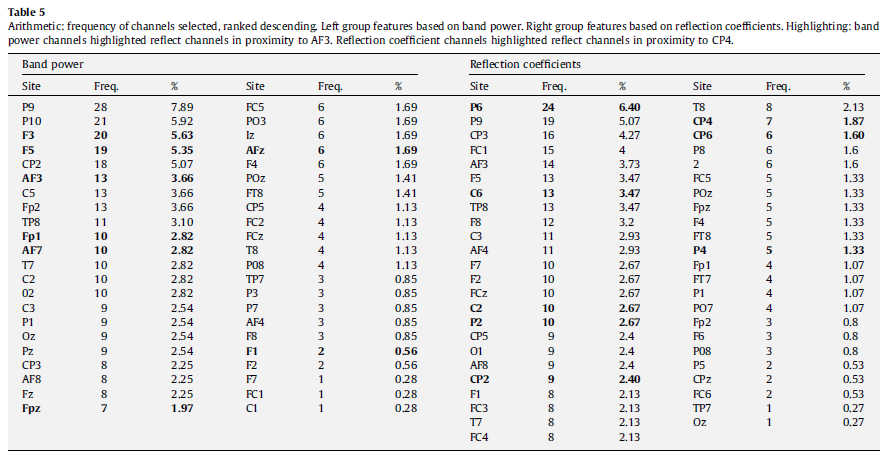 Table 5
Arithmetic: frequency of channels selected, ranked descending. Left group features based on band power. Right group features based on reflection coefficients. Highlighting: band
power channels highlighted reflect channels in proximity to AF3. Reflection coefficient channels highlighted reflect channels in proximity to CP4.
Band power Reflection coefficients
Site Freq. % Site Freq. % Site Freq. % Site Freq. %
P9 28 7.89 FC5 6 1.69 P6 24 6.40 T8 8 2.13
P10 21 5.92 PO3 6 1.69 P9 19 5.07 CP4 7 1.87
F3 20 5.63 Iz 6 1.69 CP3 16 4.27 CP6 6 1.60
F5 19 5.35 AFz 6 1.69 FC1 15 4 P8 6 1.6
CP2 18 5.07 F4 6 1.69 AF3 14 3.73 2 6 1.6
AF3 13 3.66 POz 5 1.41 F5 13 3.47 FC5 5 1.33
C5 13 3.66 FT8 5 1.41 C6 13 3.47 POz 5 1.33
Fp2 13 3.66 CP5 4 1.13 TP8 13 3.47 Fpz 5 1.33
TP8 11 3.10 FC2 4 1.13 F8 12 3.2 F4 5 1.33
Fp1 10 2.82 FCz 4 1.13 C3 11 2.93 FT8 5 1.33
AF7 10 2.82 T8 4 1.13 AF4 11 2.93 P4 5 1.33
T7 10 2.82 P08 4 1.13 F7 10 2.67 Fp1 4 1.07
C2 10 2.82 TP7 3 0.85 F2 10 2.67 FT7 4 1.07
02 10 2.82 P3 3 0.85 FCz 10 2.67 P1 4 1.07
C3 9 2.54 P7 3 0.85 C2 10 2.67 PO7 4 1.07
P1 9 2.54 AF4 3 0.85 P2 10 2.67 Fp2 3 0.8
Oz 9 2.54 F8 3 0.85 CP5 9 2.4 F6 3 0.8
Pz 9 2.54 F1 2 0.56 O1 9 2.4 P08 3 0.8
CP3 8 2.25 F2 2 0.56 AF8 9 2.4 P5 2 0.53
AF8 8 2.25 F7 1 0.28 CP2 9 2.40 CPz 2 0.53
Fz 8 2.25 FC1 1 0.28 F1 8 2.13 FC6 2 0.53
Fpz 7 1.97 C1 1 0.28 FC3 8 2.13 TP7 1 0.27
T7 8 2.13 Oz 1 0.27
FC4 8 2.13